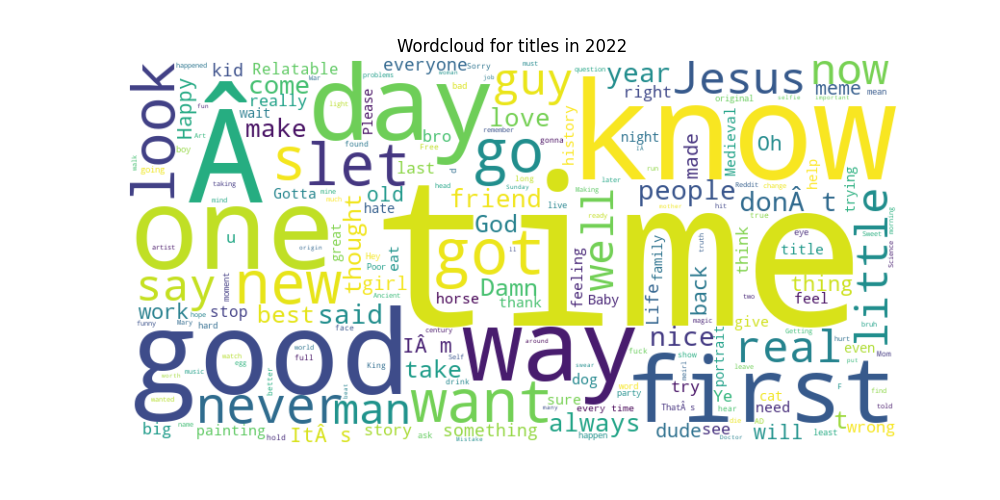 Wordcloud for titles in 2022
look
kid
Relatable
everyone
Sorry
happened
War
problems
woman
job
must
question
year
Jesus
now
meme
mean
Happy
Â
come
really
wait
make
day
guy
know
right
original
selfie
important
fun
Art
boy
light
Please
bad
love
history
night
made
Medieval
Oh
help
trying
s
let
bro
remember
gonna
go
found
Free
last
walk
going
taking
mind
Gotta
mine
much
old
hate
head
long
Sunday
Making
later
live
friend
people
Reddit
change
donÂ t
true
hit
run
one
u
artist
origin
great
thought
eat
God
got
well
ready
time
truth
eye
title
think
little
Sweet
morning
Science
say
new
moment
Hey
Poor
girl
Ancient
Damn
thank
horse
feeling
Baby
Life
family
back
two
thing
feel
work
hope
stop
best
said
funny
Mary
hard
face
century
around
way
magic
nice
portrait
give
Getting
bruh
good
world
full
King
IÂ m
Self
take
drink
fuck
show
try
leave
real
hurt
put
even
Mom
first
match
egg
worth
music
better
wanted
name
never
man
want
dog
sure
word
party
every time
many
ThatÂ s
Ye
hear
cat
need
F
find
told
big
painting
hold
ItÂ s
story
ask
something
Mistake
always
happen
dude
see
Doctor
AD
will
least
t
wrong